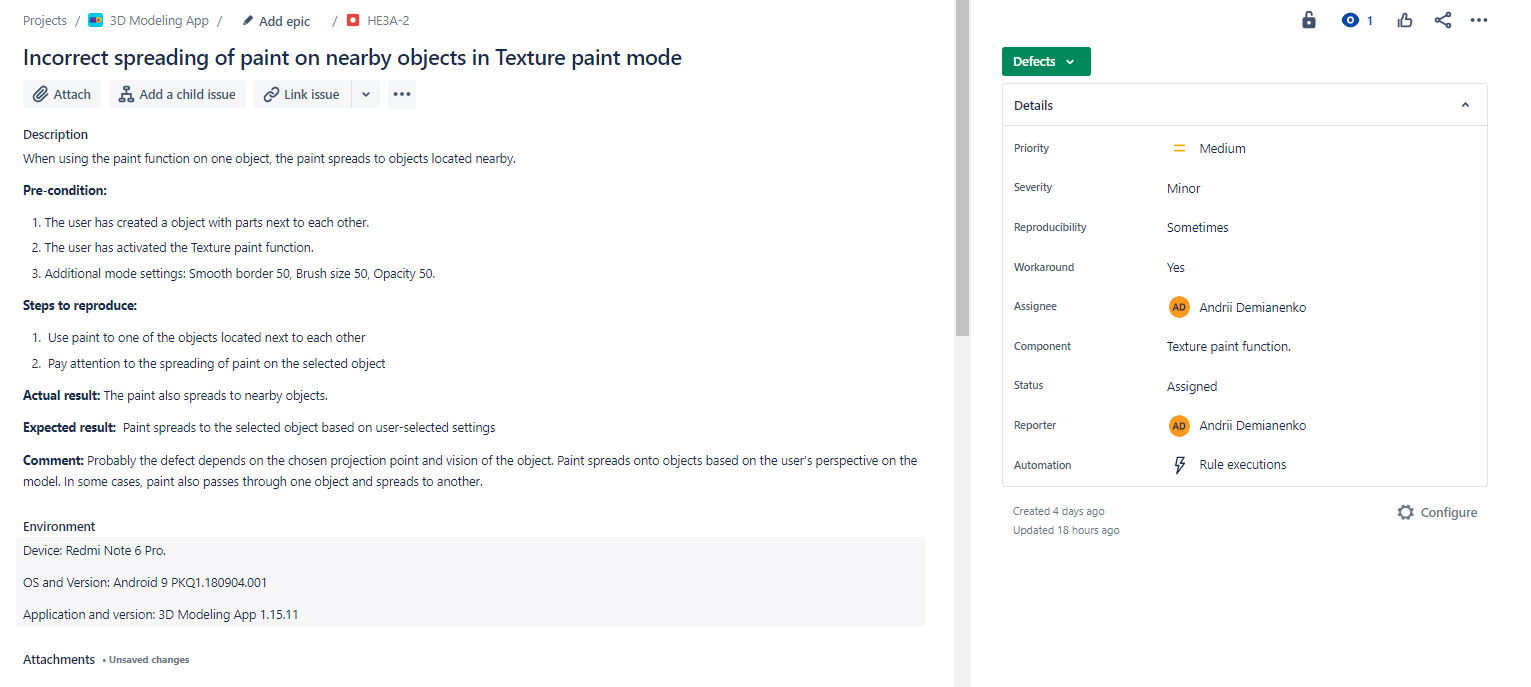 Projects / 3D Modeling App / Add epic / HE3A-2
1
Incorrect spreading of paint on nearby objects in Texture paint mode
Attach Add a child issue Link issue
Description
When using the paint function on one object, the paint spreads to objects located nearby.
Pre-condition:
1. The user has created a object with parts next to each other.
2. The user has activated the Texture paint function.
3. Additional mode settings: Smooth border 50, Brush size 50, Opacity 50.
Steps to reproduce:
1. Use paint to one of the objects located next to each other
2. Pay attention to the spreading of paint on the selected object
Actual result: The paint also spreads to nearby objects.
Expected result: Paint spreads to the selected object based on user-selected settings
Comment: Probably the defect depends on the chosen projection point and vision of the object. Paint spreads onto objects based on the user's perspective on the
model. In some cases, paint also passes through one object and spreads to another.
Environment
Device: Redmi Note 6 Pro.
OS and Version: Android 9 PKQ1.180904.001
Application and version: 3D Modeling App 1.15.11
Attachments • Unsaved changes
Defects
Details
Priority Medium
Severity Minor
Reproducibility Sometimes
Workaround Yes
Assignee AD Andrii Demianenko
Component Texture paint function.
Status Assigned
Reporter AD Andrii Demianenko
Automation Rule executions
Created 4 days ago
Configure
Updated 18 hours ago